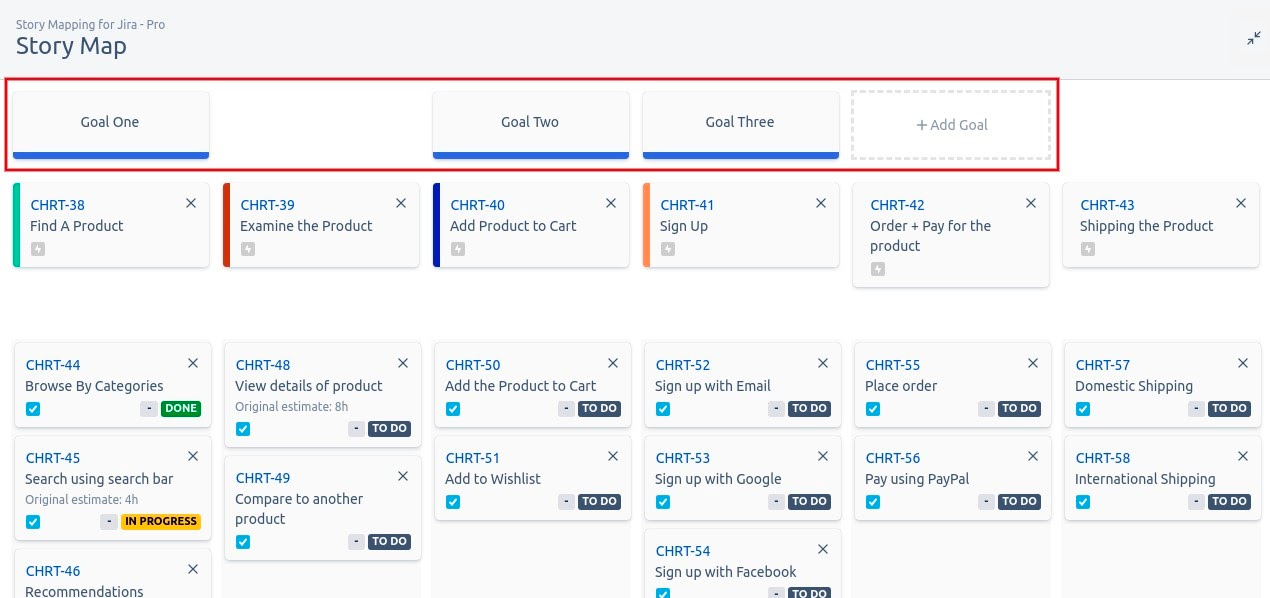 Story Mapping for Jira - Pro
Story Map
Goal One
Goal Two
Goal Three
+ Add Goal
CHRT-38
Find A Product
CHRT-39
Examine the Product
CHRT-40
Add Product to Cart
CHRT-41
Sign Up
CHRT-42
Order + Pay for the
product
CHRT-43
Shipping the Product
CHRT-44
Browse By Categories
- DONE
CHRT-45
Search using search bar
Original estimate: 4h
- IN PROGRESS
CHRT-46
Recommendations
CHRT-48
View details of product
Original estimate: 8h
- TO DO
CHRT-49
Compare to another
product
- TO DO
CHRT-50
Add the Product to Cart
- TO DO
CHRT-51
Add to Wishlist
- TO DO
CHRT-52
Sign up with Email
- TO DO
CHRT-53
Sign up with Google
- TO DO
CHRT-54
Sign up with Facebook
- TO DO
CHRT-55
Place order
- TO DO
CHRT-56
Pay using PayPal
- TO DO
CHRT-57
Domestic Shipping
- TO DO
CHRT-58
International Shipping
- TO DO